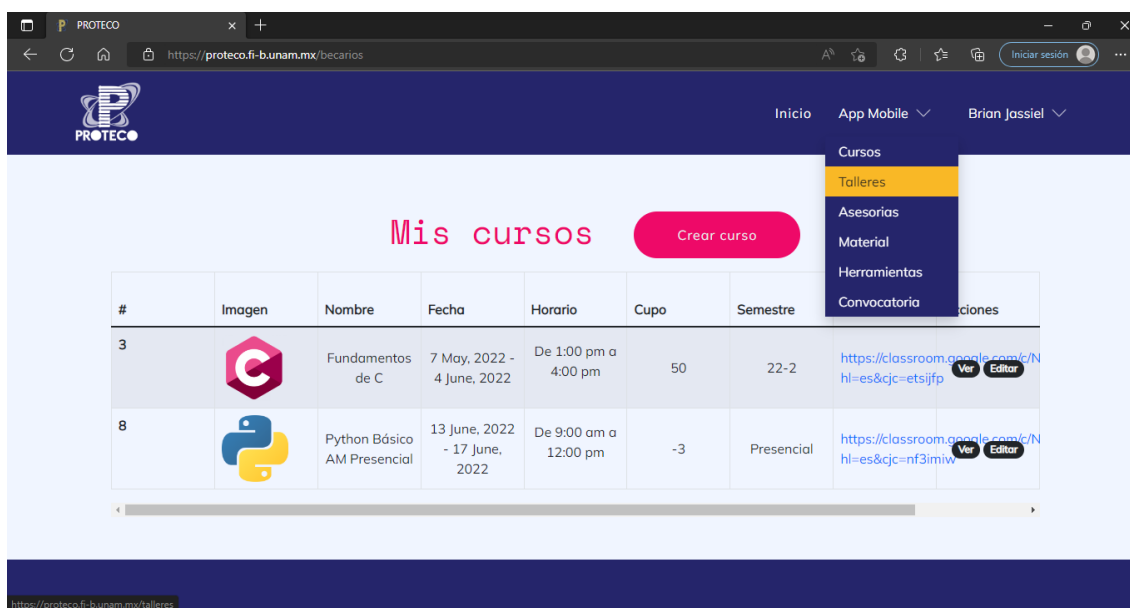 PROTECO
https://proteco.fi-b.unam.mx/becarios
Iniciar sesión
P
PROTECO
Inicio
App Mobile
Brian Jassiel
Cursos
Talleres
Asesorias
Material
Herramientas
Convocatoria
Mis cursos
Crear curso
# Imagen Nombre Fecha Horario Cupo Semestre ciones
3 Fundamentos de C 7 May, 2022 - 4 June, 2022 De 1:00 pm a 4:00 pm 50 22-2 https://classroom.google.com/c/N hl=es&cjc=etsijfp Ver Editar
8 Python Básico AM Presencial 13 June, 2022 - 17 June, 2022 De 9:00 am a 12:00 pm -3 Presencial https://classroom.google.com/c/N hl=es&cjc=nf3imiw Ver Editar
https://proteco.fi-b.unam.mx/talleres